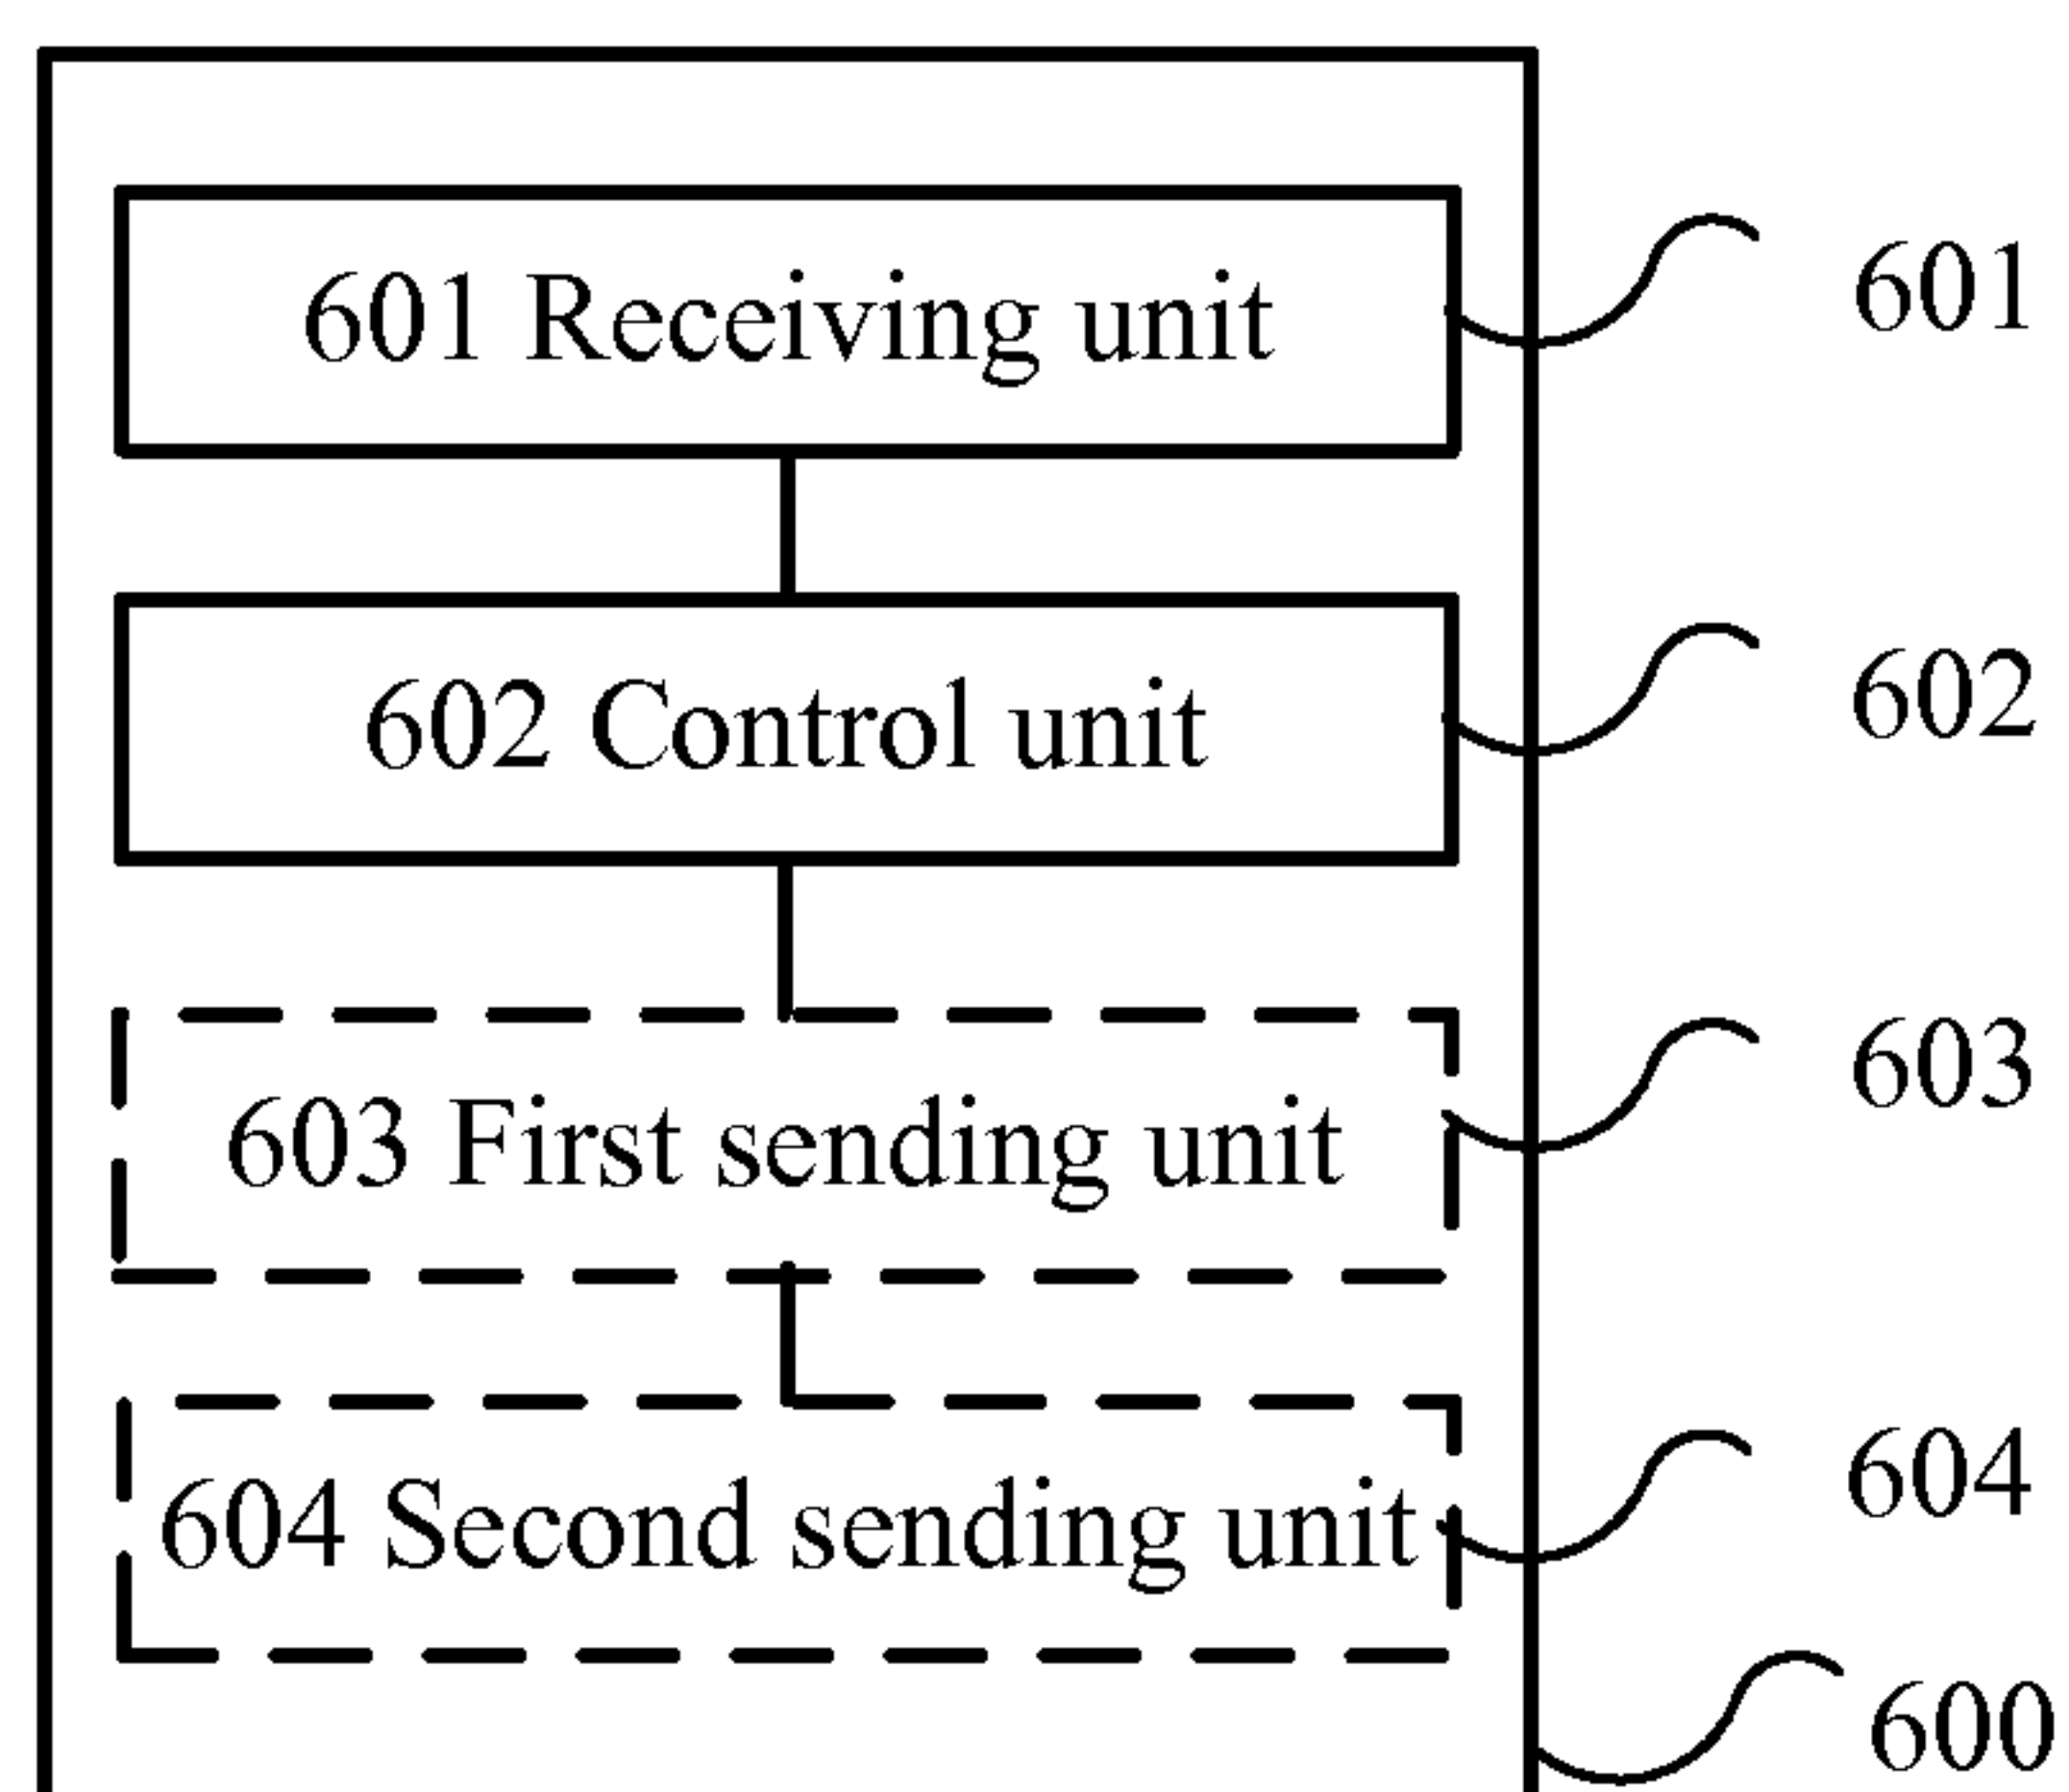 601 Receiving unit
601
602 Control unit
602
603 First sending unit
603
604 Second sending unit
604
600